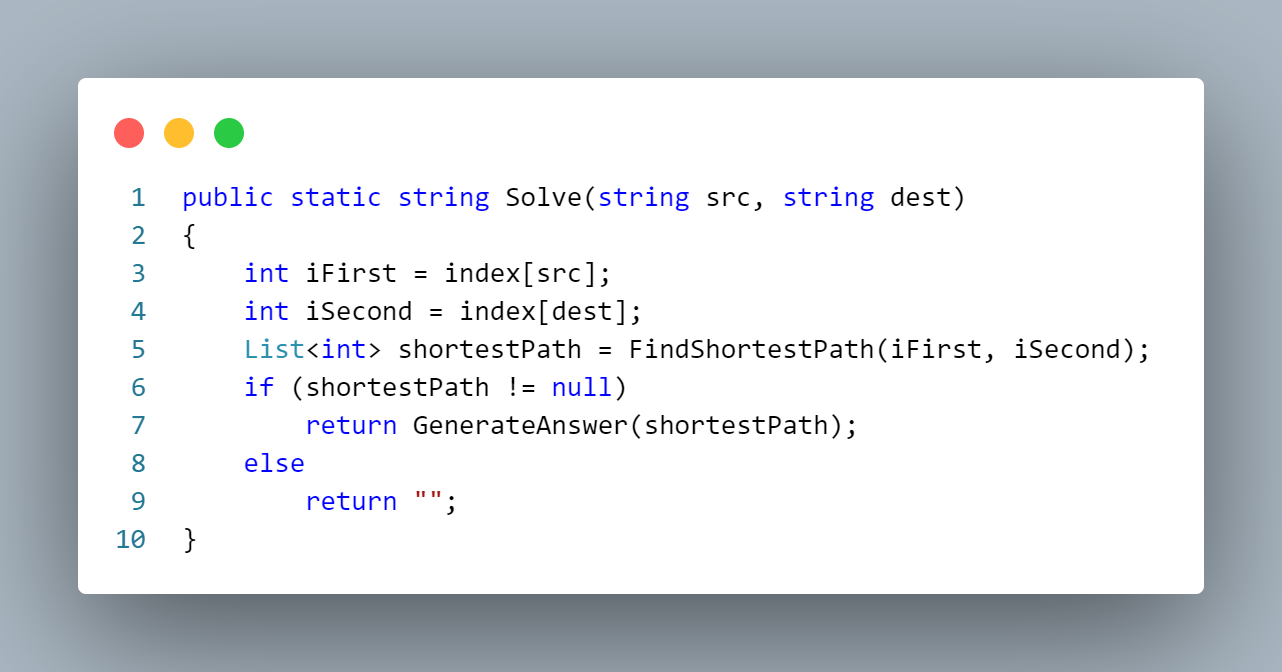 1 public static string Solve(string src, string dest)
2 {
3     int iFirst = index[src];
4     int iSecond = index[dest];
5     List<int> shortestPath = FindShortestPath(iFirst, iSecond);
6     if (shortestPath != null)
7         return GenerateAnswer(shortestPath);
8     else
9         return "";
10 }